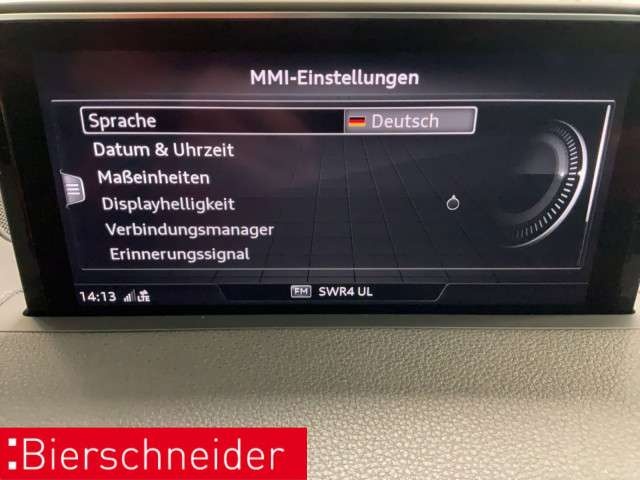 MMI-Einstellungen
Sprache Deutsch
Datum & Uhrzeit
Maßeinheiten
Displayhelligkeit
Verbindungsmanager
Erinnerungssignal
14:13 LTE FM SWR4 UL
Bierschneider